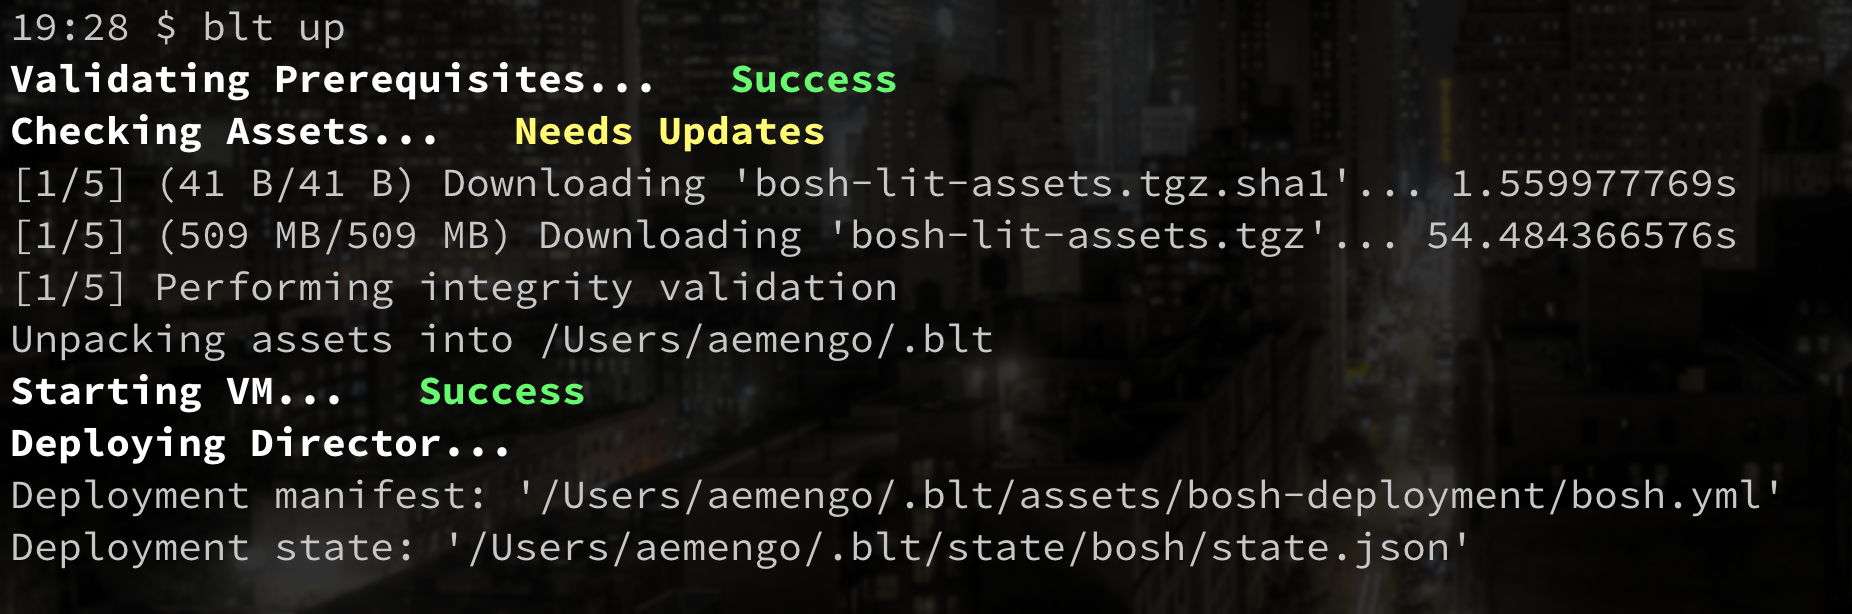 19:28 $ blt up
Validating Prerequisites...   Success
Checking Assets...   Needs Updates
[1/5] (41 B/41 B) Downloading 'bosh-lit-assets.tgz.sha1'... 1.559977769s
[1/5] (509 MB/509 MB) Downloading 'bosh-lit-assets.tgz'... 54.484366576s
[1/5] Performing integrity validation
Unpacking assets into /Users/aemengo/.blt
Starting VM...   Success
Deploying Director...
Deployment manifest: '/Users/aemengo/.blt/assets/bosh-deployment/bosh.yml'
Deployment state: '/Users/aemengo/.blt/state/bosh/state.json'